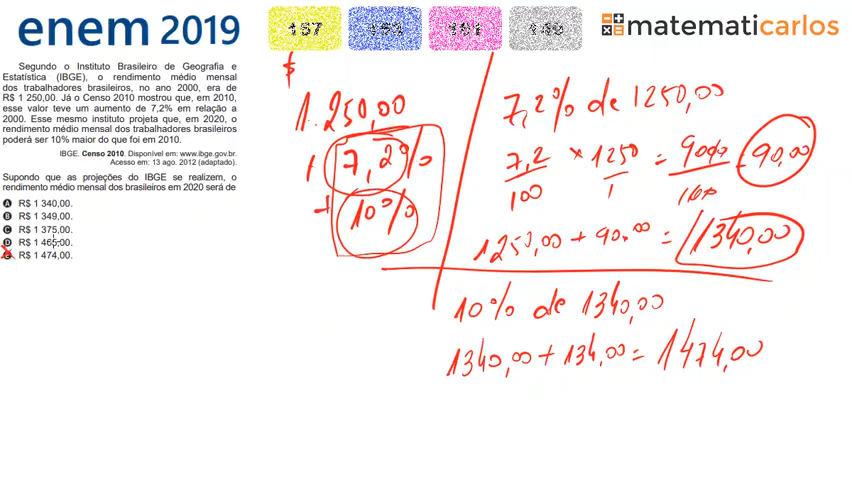 enem 2019
157
161
matematicarlos
Segundo o Instituto Brasileiro de Geografia e
Estatística (IBGE), o rendimento médio mensal
dos trabalhadores brasileiros, no ano 2000, era de
R$ 1 250,00. Já o Censo 2010 mostrou que, em 2010,
esse valor teve um aumento de 7,2% em relação a
2000. Esse mesmo instituto projeta que, em 2020, o
rendimento médio mensal dos trabalhadores brasileiros
poderá ser 10% maior do que foi em 2010.
IBGE. Censo 2010. Disponível em: www.ibge.gov.br.
Acesso em: 13 ago. 2012 (adaptado).
Supondo que as projeções do IBGE se realizem, o
rendimento médio mensal dos brasileiros em 2020 será de
A R$ 1 340,00.
B R$ 1 349,00.
C R$ 1 375,00.
D R$ 1 465,00.
R$ 1 474,00.
$
1.250,00
+ 7,2%
+ 10%
7,2% de 1250,00
7,2/100 × 1250/1 = 9000/100 = 90,00
1250,00 + 90,00 = 1340,00
10% de 1340,00
1340,00 + 134,00 = 1474,00